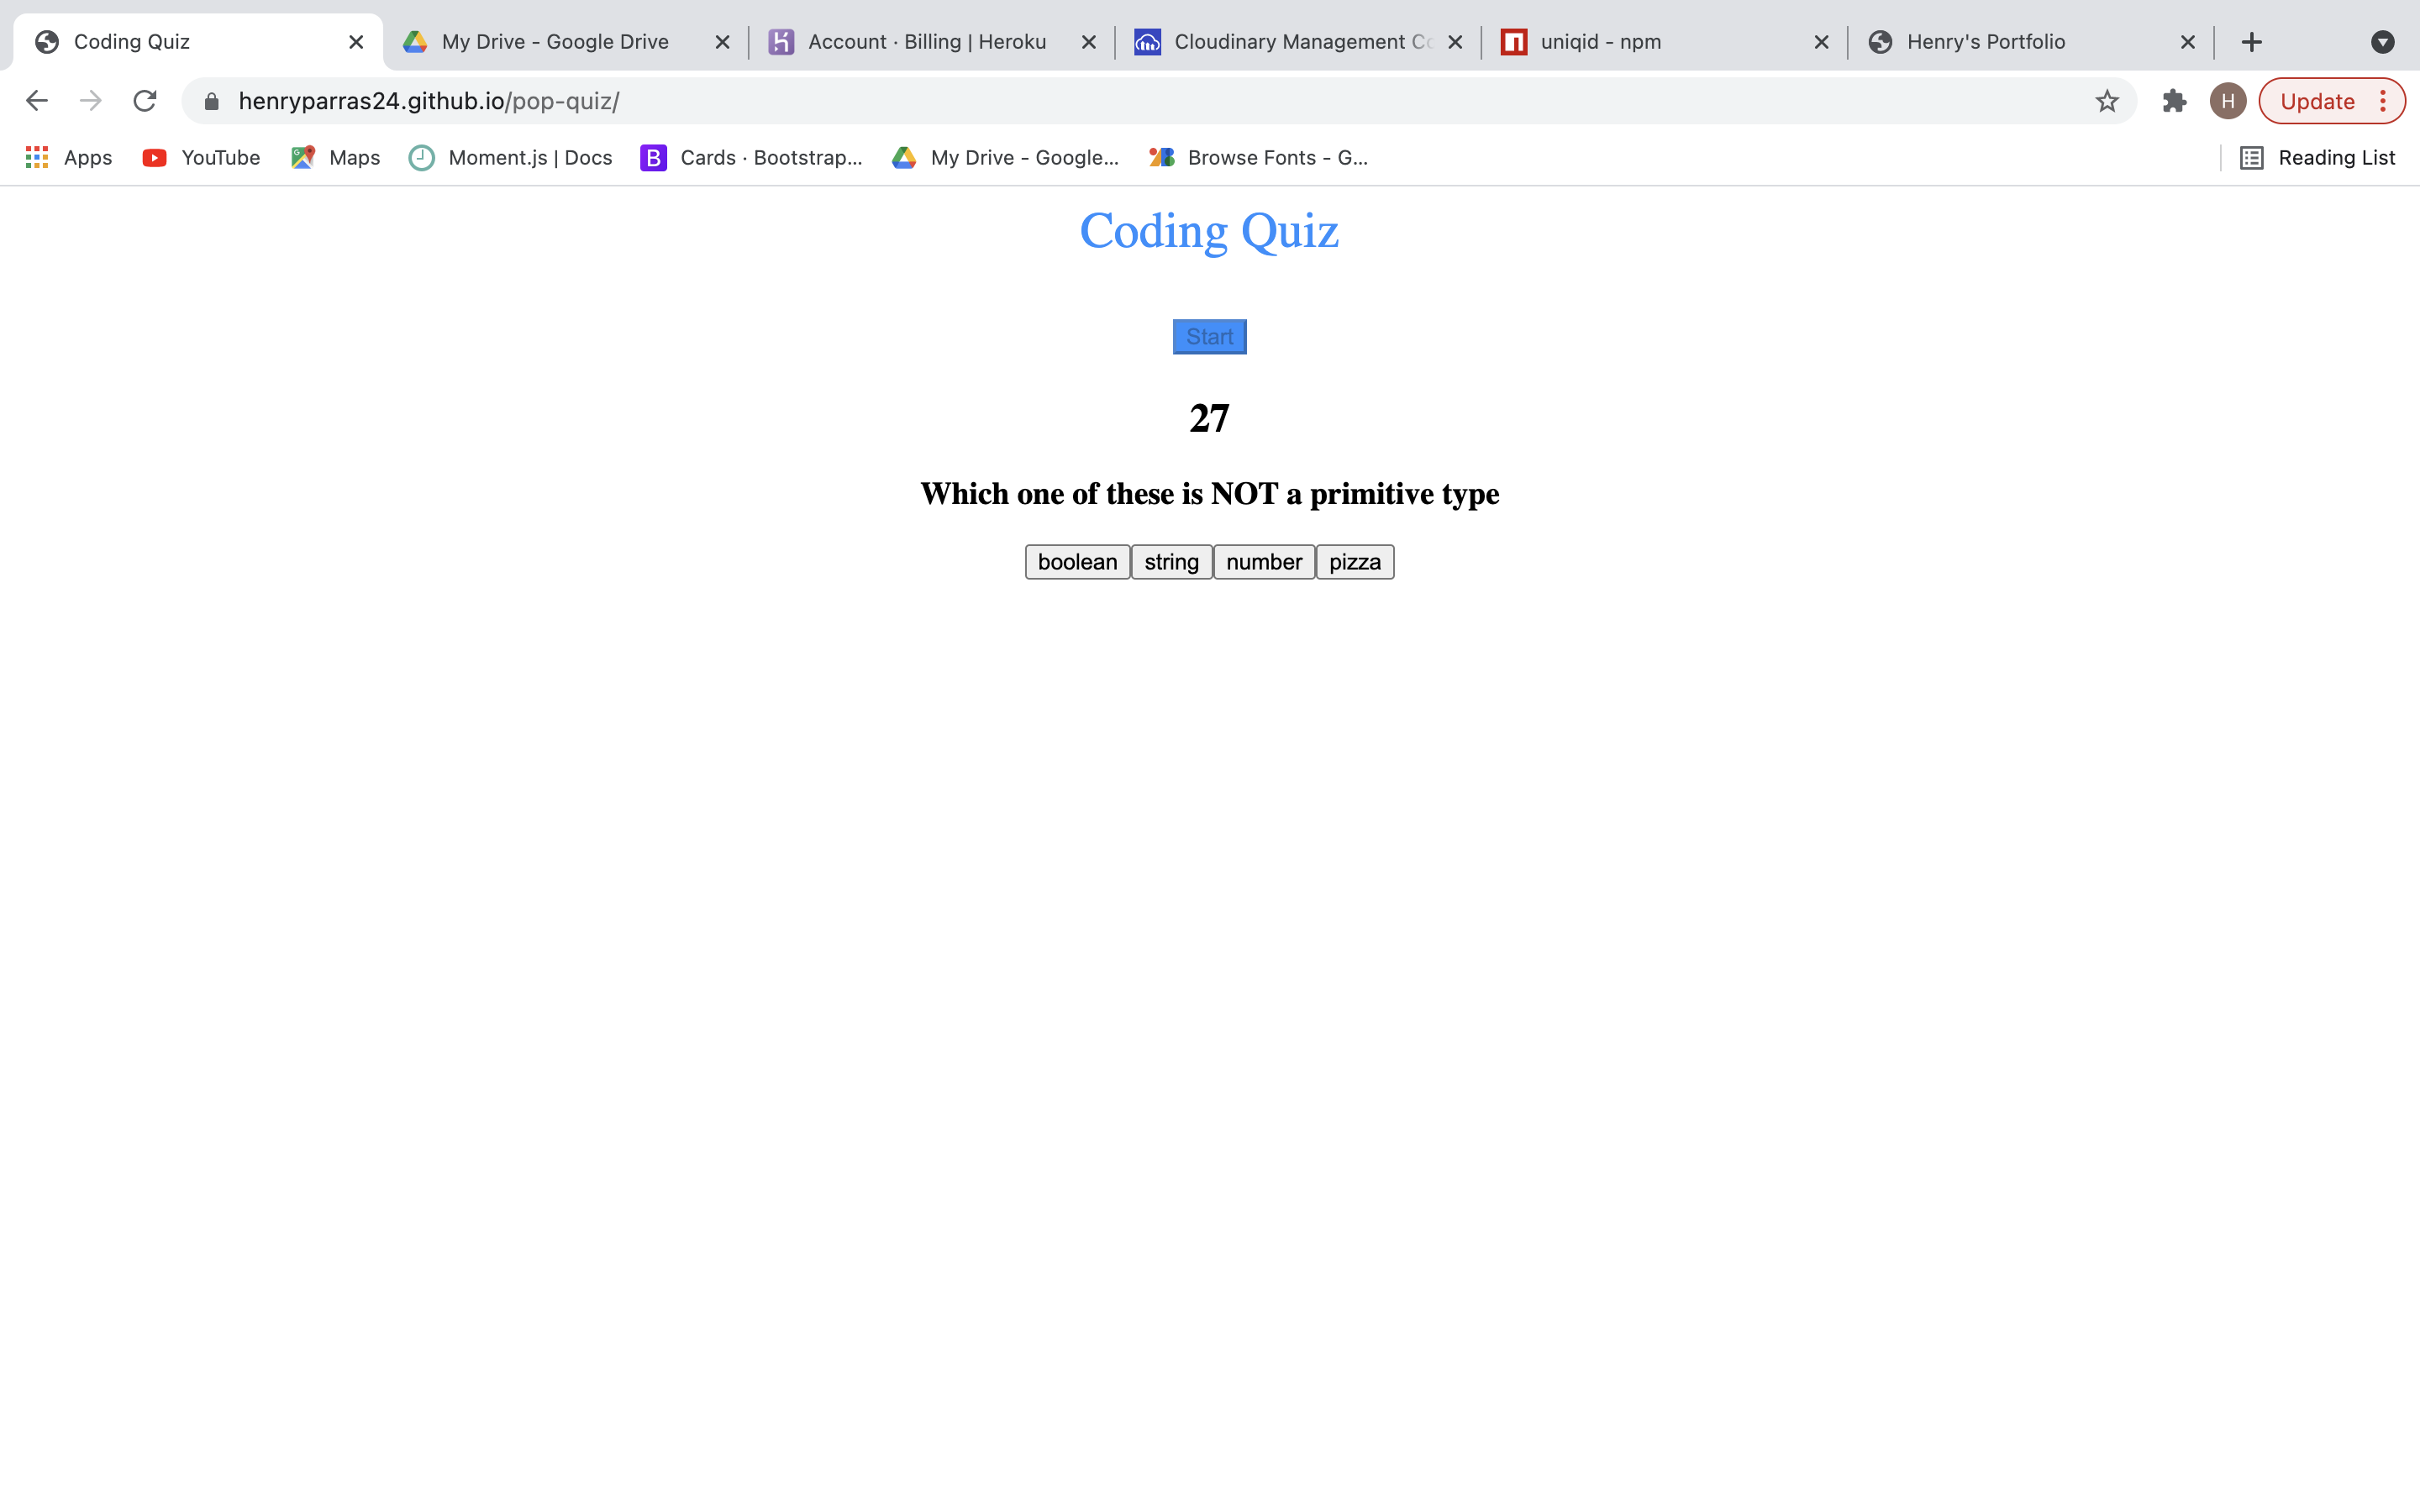 Coding Quiz
My Drive - Google Drive
Account · Billing | Heroku
Cloudinary Management
uniqid - npm
Henry's Portfolio
henryparras24.github.io/pop-quiz/
H
Update
Apps
YouTube
Maps
Moment.js | Docs
B
Cards · Bootstrap...
My Drive - Google...
Browse Fonts - G...
Reading List
Coding Quiz
Start
27
Which one of these is NOT a primitive type
boolean string number pizza